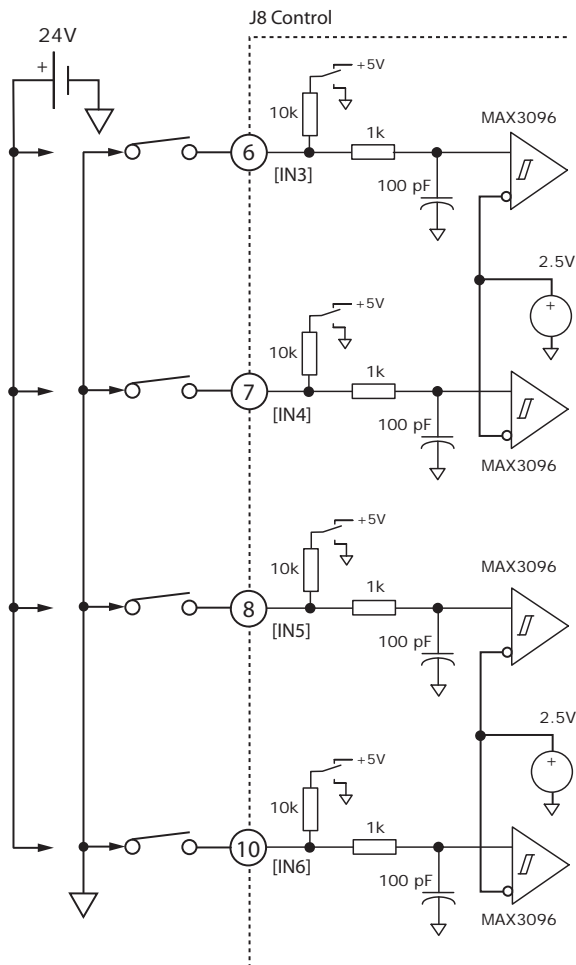 J8 Control
24V
+
+5V
10k
1k
MAX3096
6
[IN3]
100 pF
2.5V
+
+5V
10k
1k
7
[IN4]
100 pF
MAX3096
+5V
10k
1k
MAX3096
8
[IN5]
100 pF
2.5V
+
+5V
10k
1k
10
[IN6]
100 pF
MAX3096